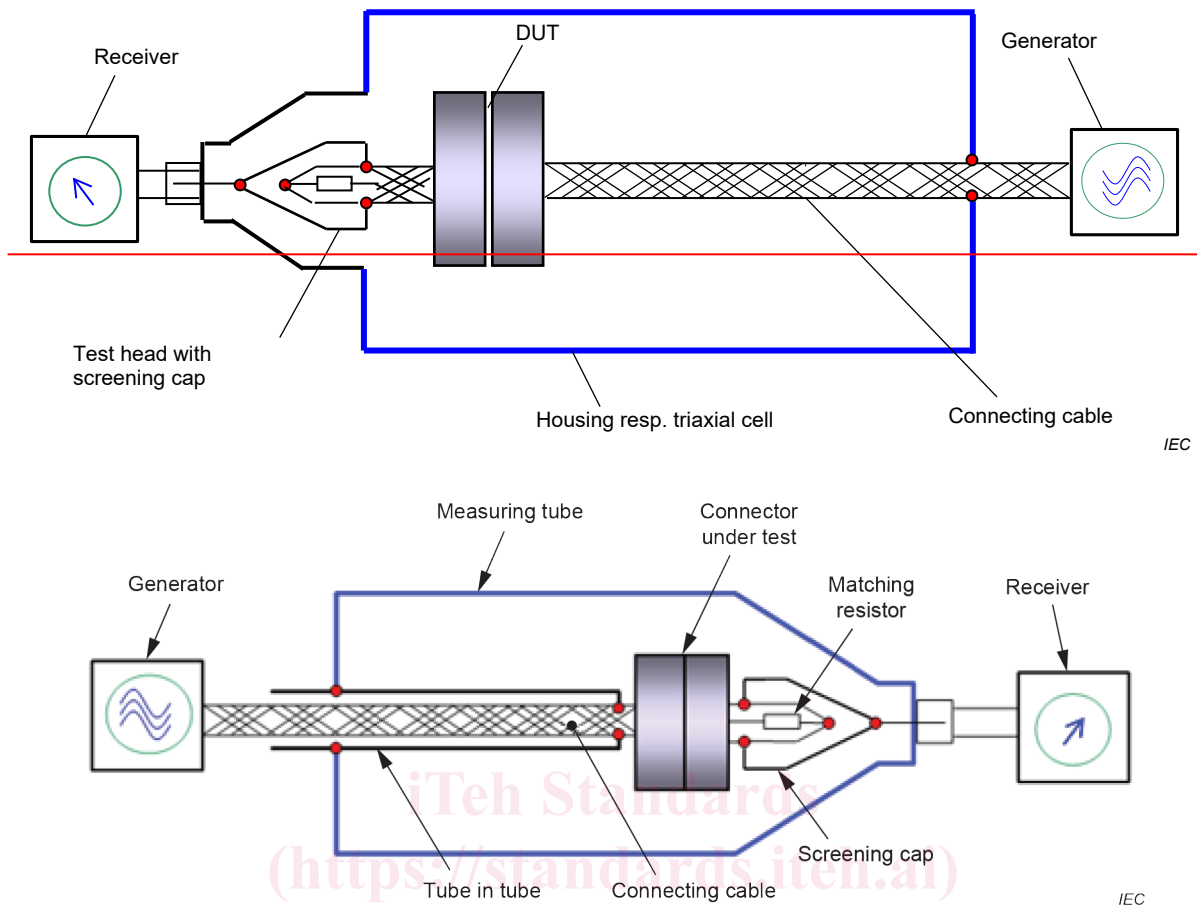 DUT
Generator
Receiver
Test head with
screening cap
Housing resp. triaxial cell
Connecting cable
IEC
Measuring tube
Connector
under test
Generator
Matching
resistor
Receiver
iTeh Standards
Screening cap
(https://standards.iteh.ai)
Tube in tube
Connecting cable
IEC